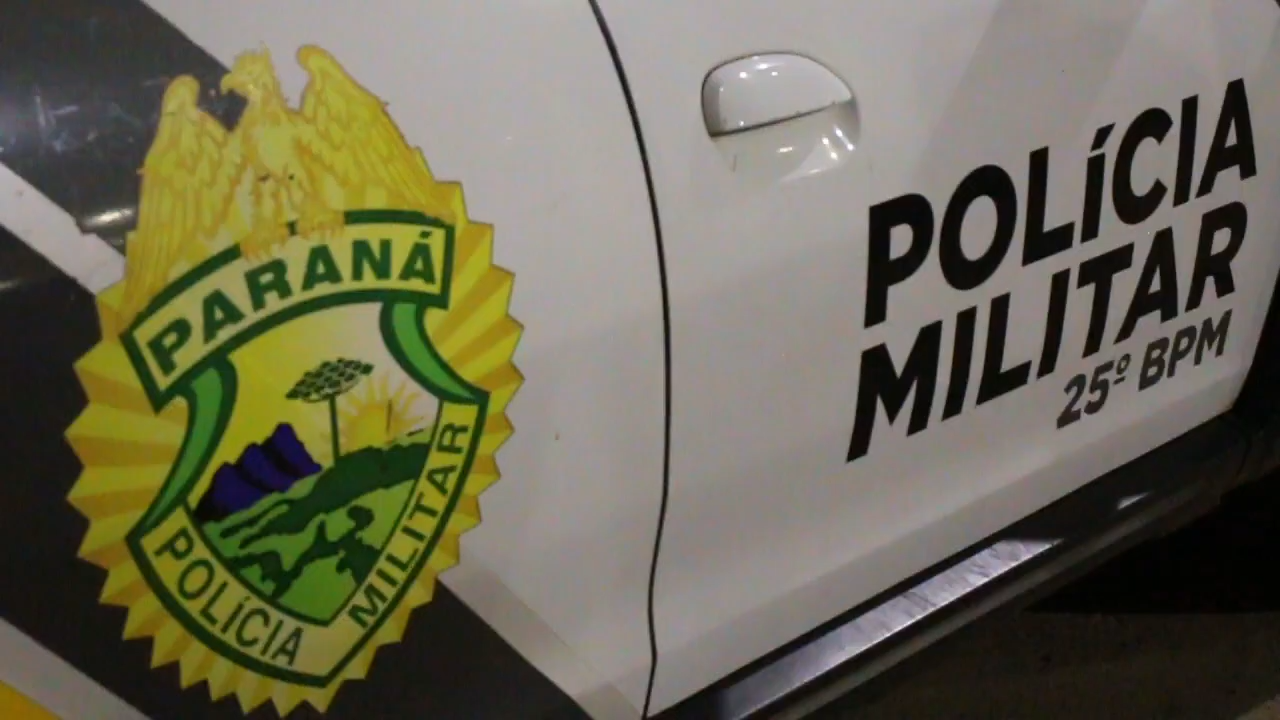 PARANÁ
POLÍCIA MILITAR
POLÍCIA
MILITAR
25º BPM